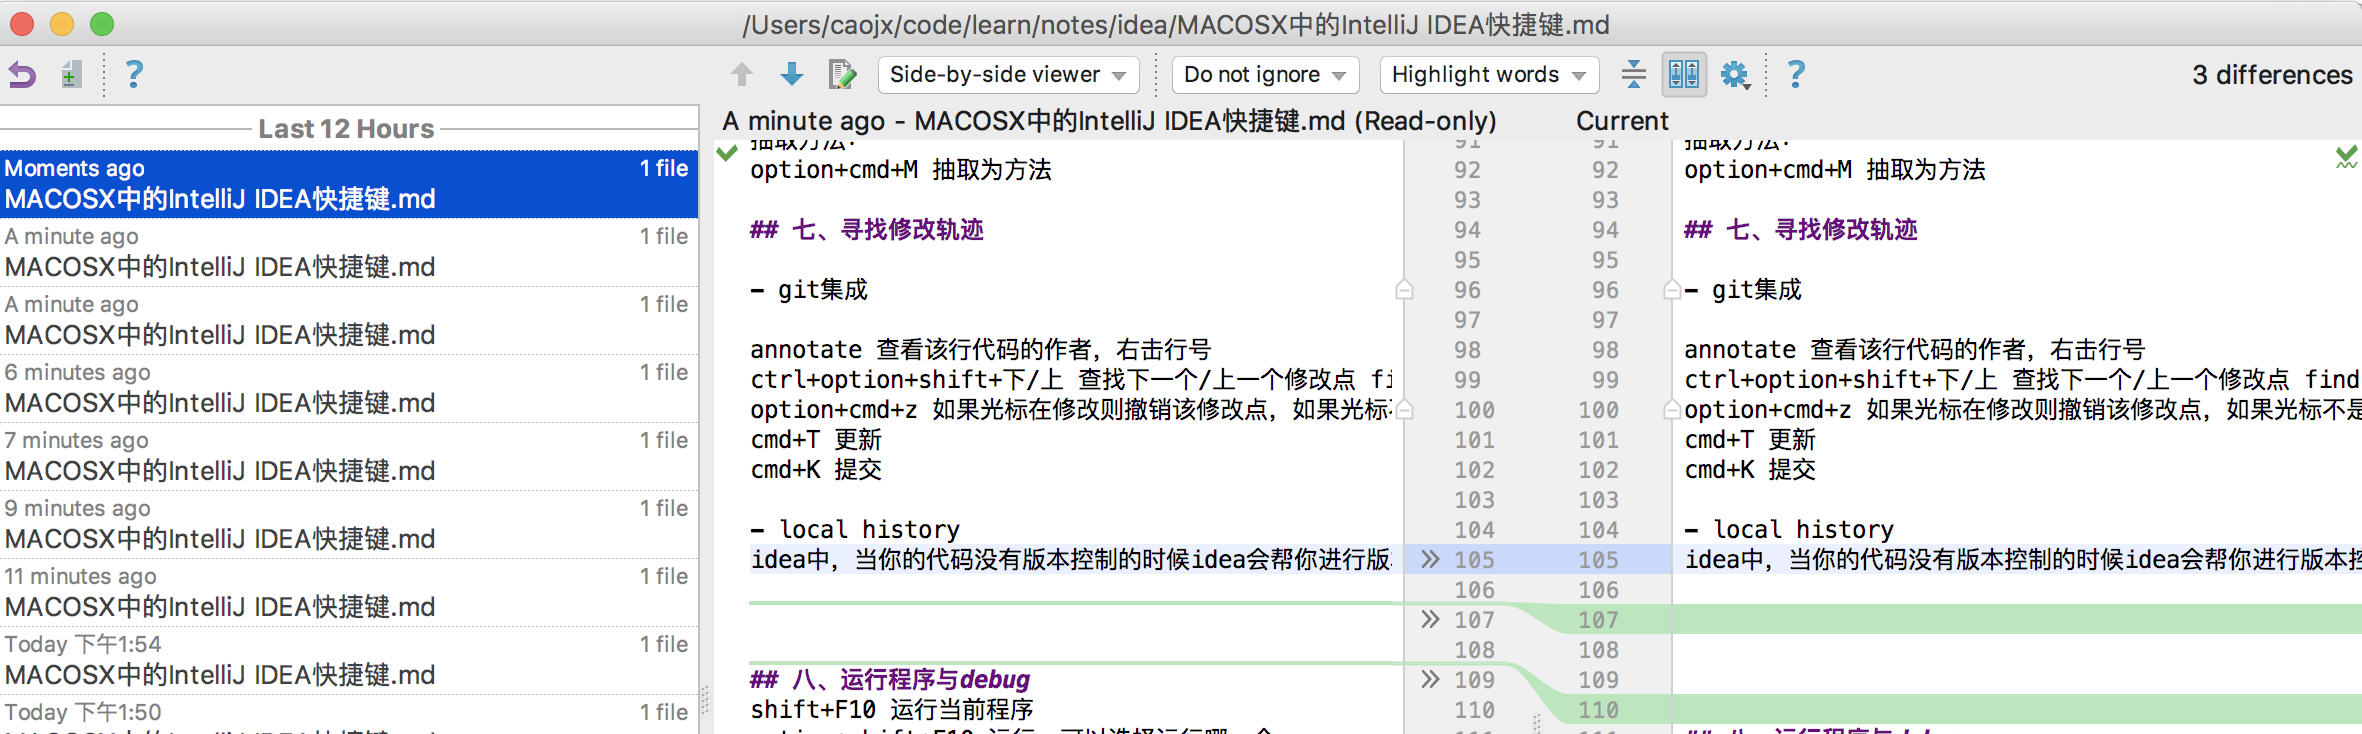 /Users/caojx/code/learn/notes/idea/MACOSX中的IntelliJ IDEA快捷键.md
Side-by-side viewer
Do not ignore
Highlight words
3 differences
Last 12 Hours
Moments ago 1 file
MACOSX中的IntelliJ IDEA快捷键.md
A minute ago 1 file
MACOSX中的IntelliJ IDEA快捷键.md
A minute ago 1 file
MACOSX中的IntelliJ IDEA快捷键.md
6 minutes ago 1 file
MACOSX中的IntelliJ IDEA快捷键.md
7 minutes ago 1 file
MACOSX中的IntelliJ IDEA快捷键.md
9 minutes ago 1 file
MACOSX中的IntelliJ IDEA快捷键.md
11 minutes ago 1 file
MACOSX中的IntelliJ IDEA快捷键.md
Today 下午1:54 1 file
MACOSX中的IntelliJ IDEA快捷键.md
Today 下午1:50 1 file
A minute ago - MACOSX中的IntelliJ IDEA快捷键.md (Read-only)
抽取方法:
option+cmd+M 抽取为方法
## 七、寻找修改轨迹
- git集成
annotate 查看该行代码的作者，右击行号
ctrl+option+shift+下/上 查找下一个/上一个修改点
option+cmd+z 如果光标在修改则撤销该修改点，如果光标
cmd+T 更新
cmd+K 提交
- local history
idea中，当你的代码没有版本控制的时候idea会帮你进行版
## 八、运行程序与debug
shift+F10 运行当前程序
91 91
92 92
93 93
94 94
95 95
96 96
97 97
98 98
99 99
100 100
101 101
102 102
103 103
104 104
105 105
106 106
107 107
108 108
109 109
110 110
Current
抽取方法:
option+cmd+M 抽取为方法
## 七、寻找修改轨迹
- git集成
annotate 查看该行代码的作者，右击行号
ctrl+option+shift+下/上 查找下一个/上一个修改点 find
option+cmd+z 如果光标在修改则撤销该修改点，如果光标不是
cmd+T 更新
cmd+K 提交
- local history
idea中，当你的代码没有版本控制的时候idea会帮你进行版本控